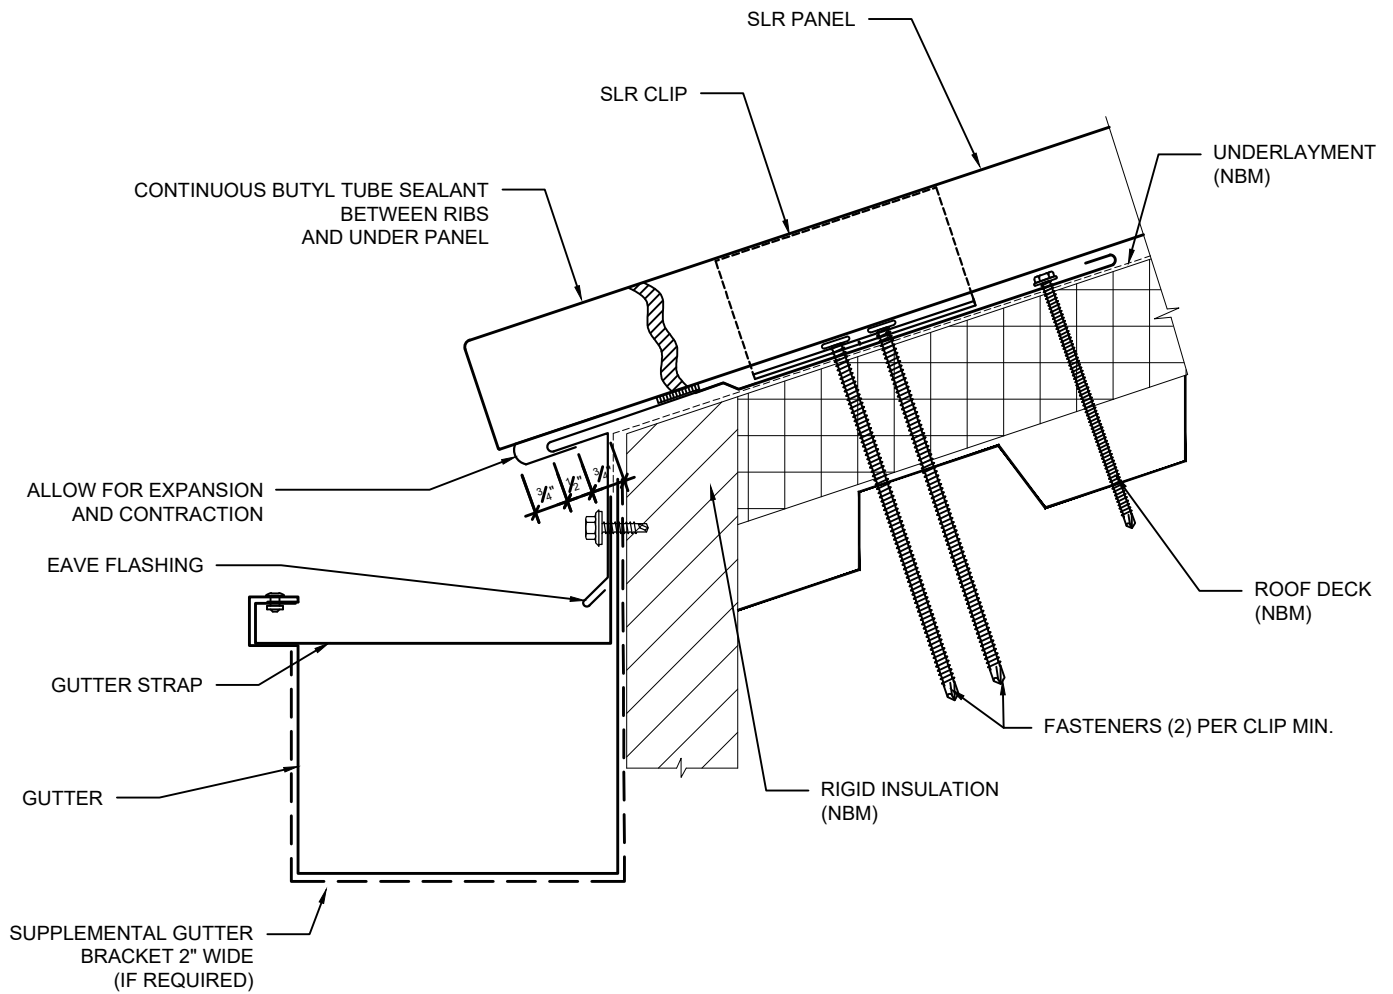 SLR PANEL
SLR CLIP
UNDERLAYMENT
(NBM)
CONTINUOUS BUTYL TUBE SEALANT
BETWEEN RIBS
AND UNDER PANEL
3/4"
1/2"
3/4"
ALLOW FOR EXPANSION
AND CONTRACTION
EAVE FLASHING
ROOF DECK
(NBM)
GUTTER STRAP
FASTENERS (2) PER CLIP MIN.
GUTTER
RIGID INSULATION
(NBM)
SUPPLEMENTAL GUTTER
BRACKET 2" WIDE
(IF REQUIRED)